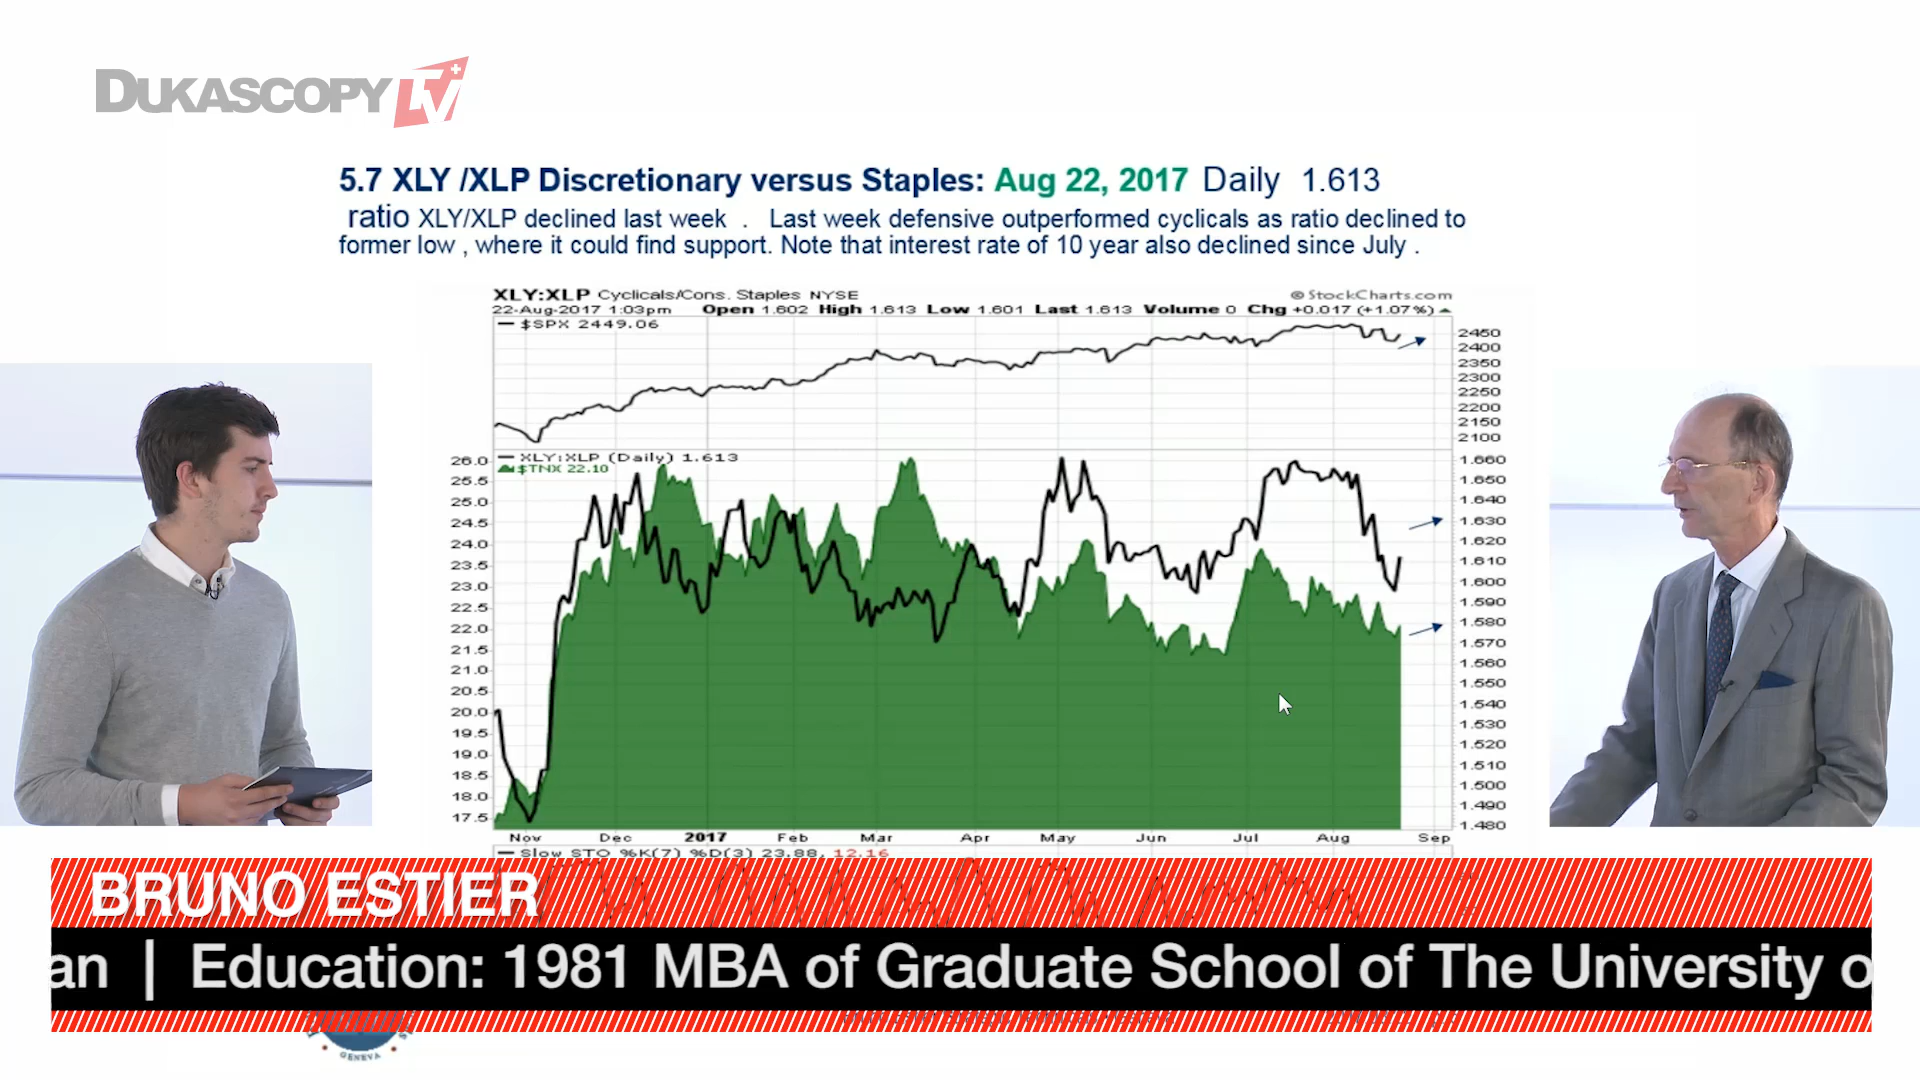 DUKASCOPY TV
5.7 XLY /XLP Discretionary versus Staples: Aug 22, 2017 Daily 1.613
ratio XLY/XLP declined last week . Last week defensive outperformed cyclicals as ratio declined to
former low , where it could find support. Note that interest rate of 10 year also declined since July .
XLY:XLP Cyclicals/Cons. Staples NYSE © StockCharts.com
22-Aug-2017 1:03pm Open 1.602 High 1.613 Low 1.601 Last 1.613 Volume 0 Chg +0.017 (+1.07%)
$SPX 2449.06
2450
2400
2350
2300
2250
2200
2150
2100
XLY:XLP (Daily) 1.613
$TNX 22.10
26.0 1.660
25.5 1.650
25.0 1.640
24.5 1.630
24.0 1.620
23.5 1.610
23.0 1.600
22.5 1.590
22.0 1.580
21.5 1.570
21.0 1.560
20.5 1.550
20.0 1.540
19.5 1.530
19.0 1.520
18.5 1.510
18.0 1.500
1.490
17.5 1.480
Nov Dec 2017 Feb Mar Apr May Jun Jul Aug Sep
Slow STO %K(7) %D(3) 23.88, 12.16
BRUNO ESTIER
an | Education: 1981 MBA of Graduate School of The University o
GENEVA